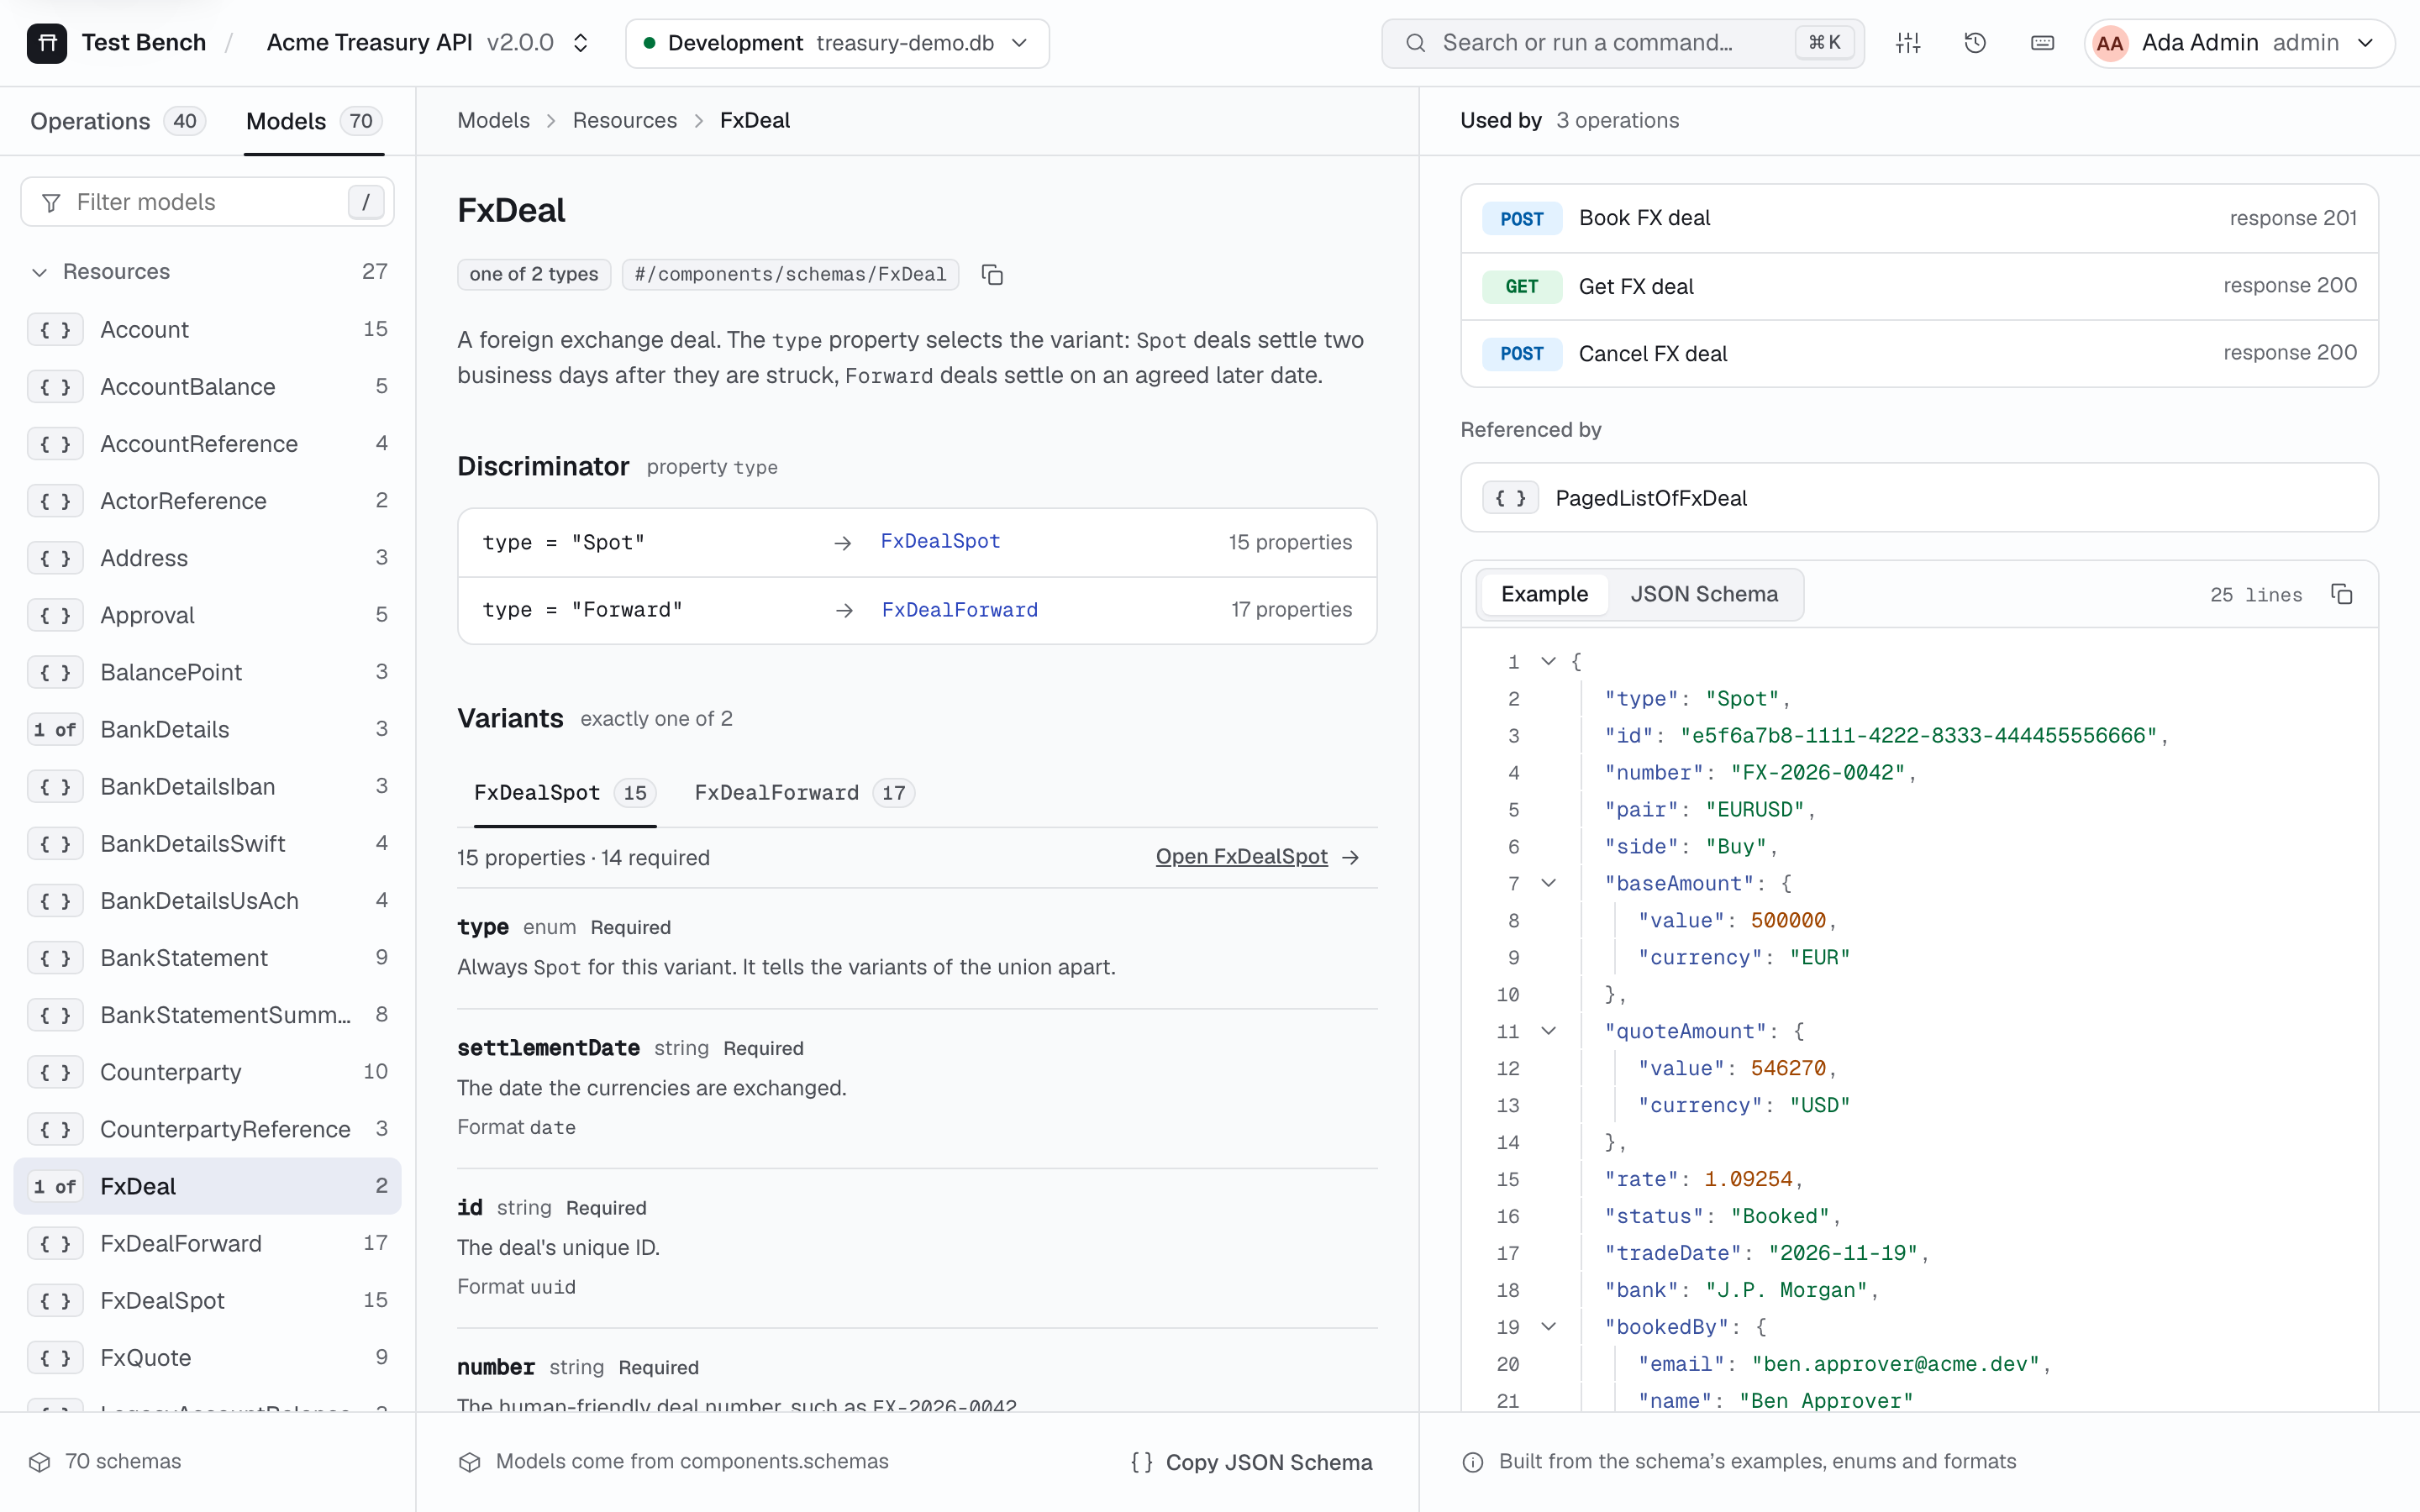 Test Bench / Acme Treasury API v2.0.0
Development treasury-demo.db
Search or run a command... ⌘K
AA Ada Admin admin
Operations 40 Models 70
Filter models /
Resources 27
{ } Account 15
{ } AccountBalance 5
{ } AccountReference 4
{ } ActorReference 2
{ } Address 3
{ } Approval 5
{ } BalancePoint 3
1 of BankDetails 3
{ } BankDetailsIban 3
{ } BankDetailsSwift 4
{ } BankDetailsUsAch 4
{ } BankStatement 9
{ } BankStatementSumm... 8
{ } Counterparty 10
{ } CounterpartyReference 3
1 of FxDeal 2
{ } FxDealForward 17
{ } FxDealSpot 15
{ } FxQuote 9
70 schemas
Models > Resources > FxDeal
FxDeal
one of 2 types #/components/schemas/FxDeal
A foreign exchange deal. The type property selects the variant: Spot deals settle two
business days after they are struck, Forward deals settle on an agreed later date.
Discriminator property type
type = "Spot" → FxDealSpot 15 properties
type = "Forward" → FxDealForward 17 properties
Variants exactly one of 2
FxDealSpot 15 FxDealForward 17
15 properties · 14 required Open FxDealSpot →
type enum Required
Always Spot for this variant. It tells the variants of the union apart.
settlementDate string Required
The date the currencies are exchanged.
Format date
id string Required
The deal's unique ID.
Format uuid
number string Required
The human-friendly deal number, such as FX-2026-0042
Models come from components.schemas
{ } Copy JSON Schema
Used by 3 operations
POST Book FX deal response 201
GET Get FX deal response 200
POST Cancel FX deal response 200
Referenced by
{ } PagedListOfFxDeal
Example JSON Schema 25 lines
1 {
2 "type": "Spot",
3 "id": "e5f6a7b8-1111-4222-8333-444455556666",
4 "number": "FX-2026-0042",
5 "pair": "EURUSD",
6 "side": "Buy",
7 "baseAmount": {
8 "value": 500000,
9 "currency": "EUR"
10 },
11 "quoteAmount": {
12 "value": 546270,
13 "currency": "USD"
14 },
15 "rate": 1.09254,
16 "status": "Booked",
17 "tradeDate": "2026-11-19",
18 "bank": "J.P. Morgan",
19 "bookedBy": {
20 "email": "ben.approver@acme.dev",
21 "name": "Ben Approver"
Built from the schema’s examples, enums and formats